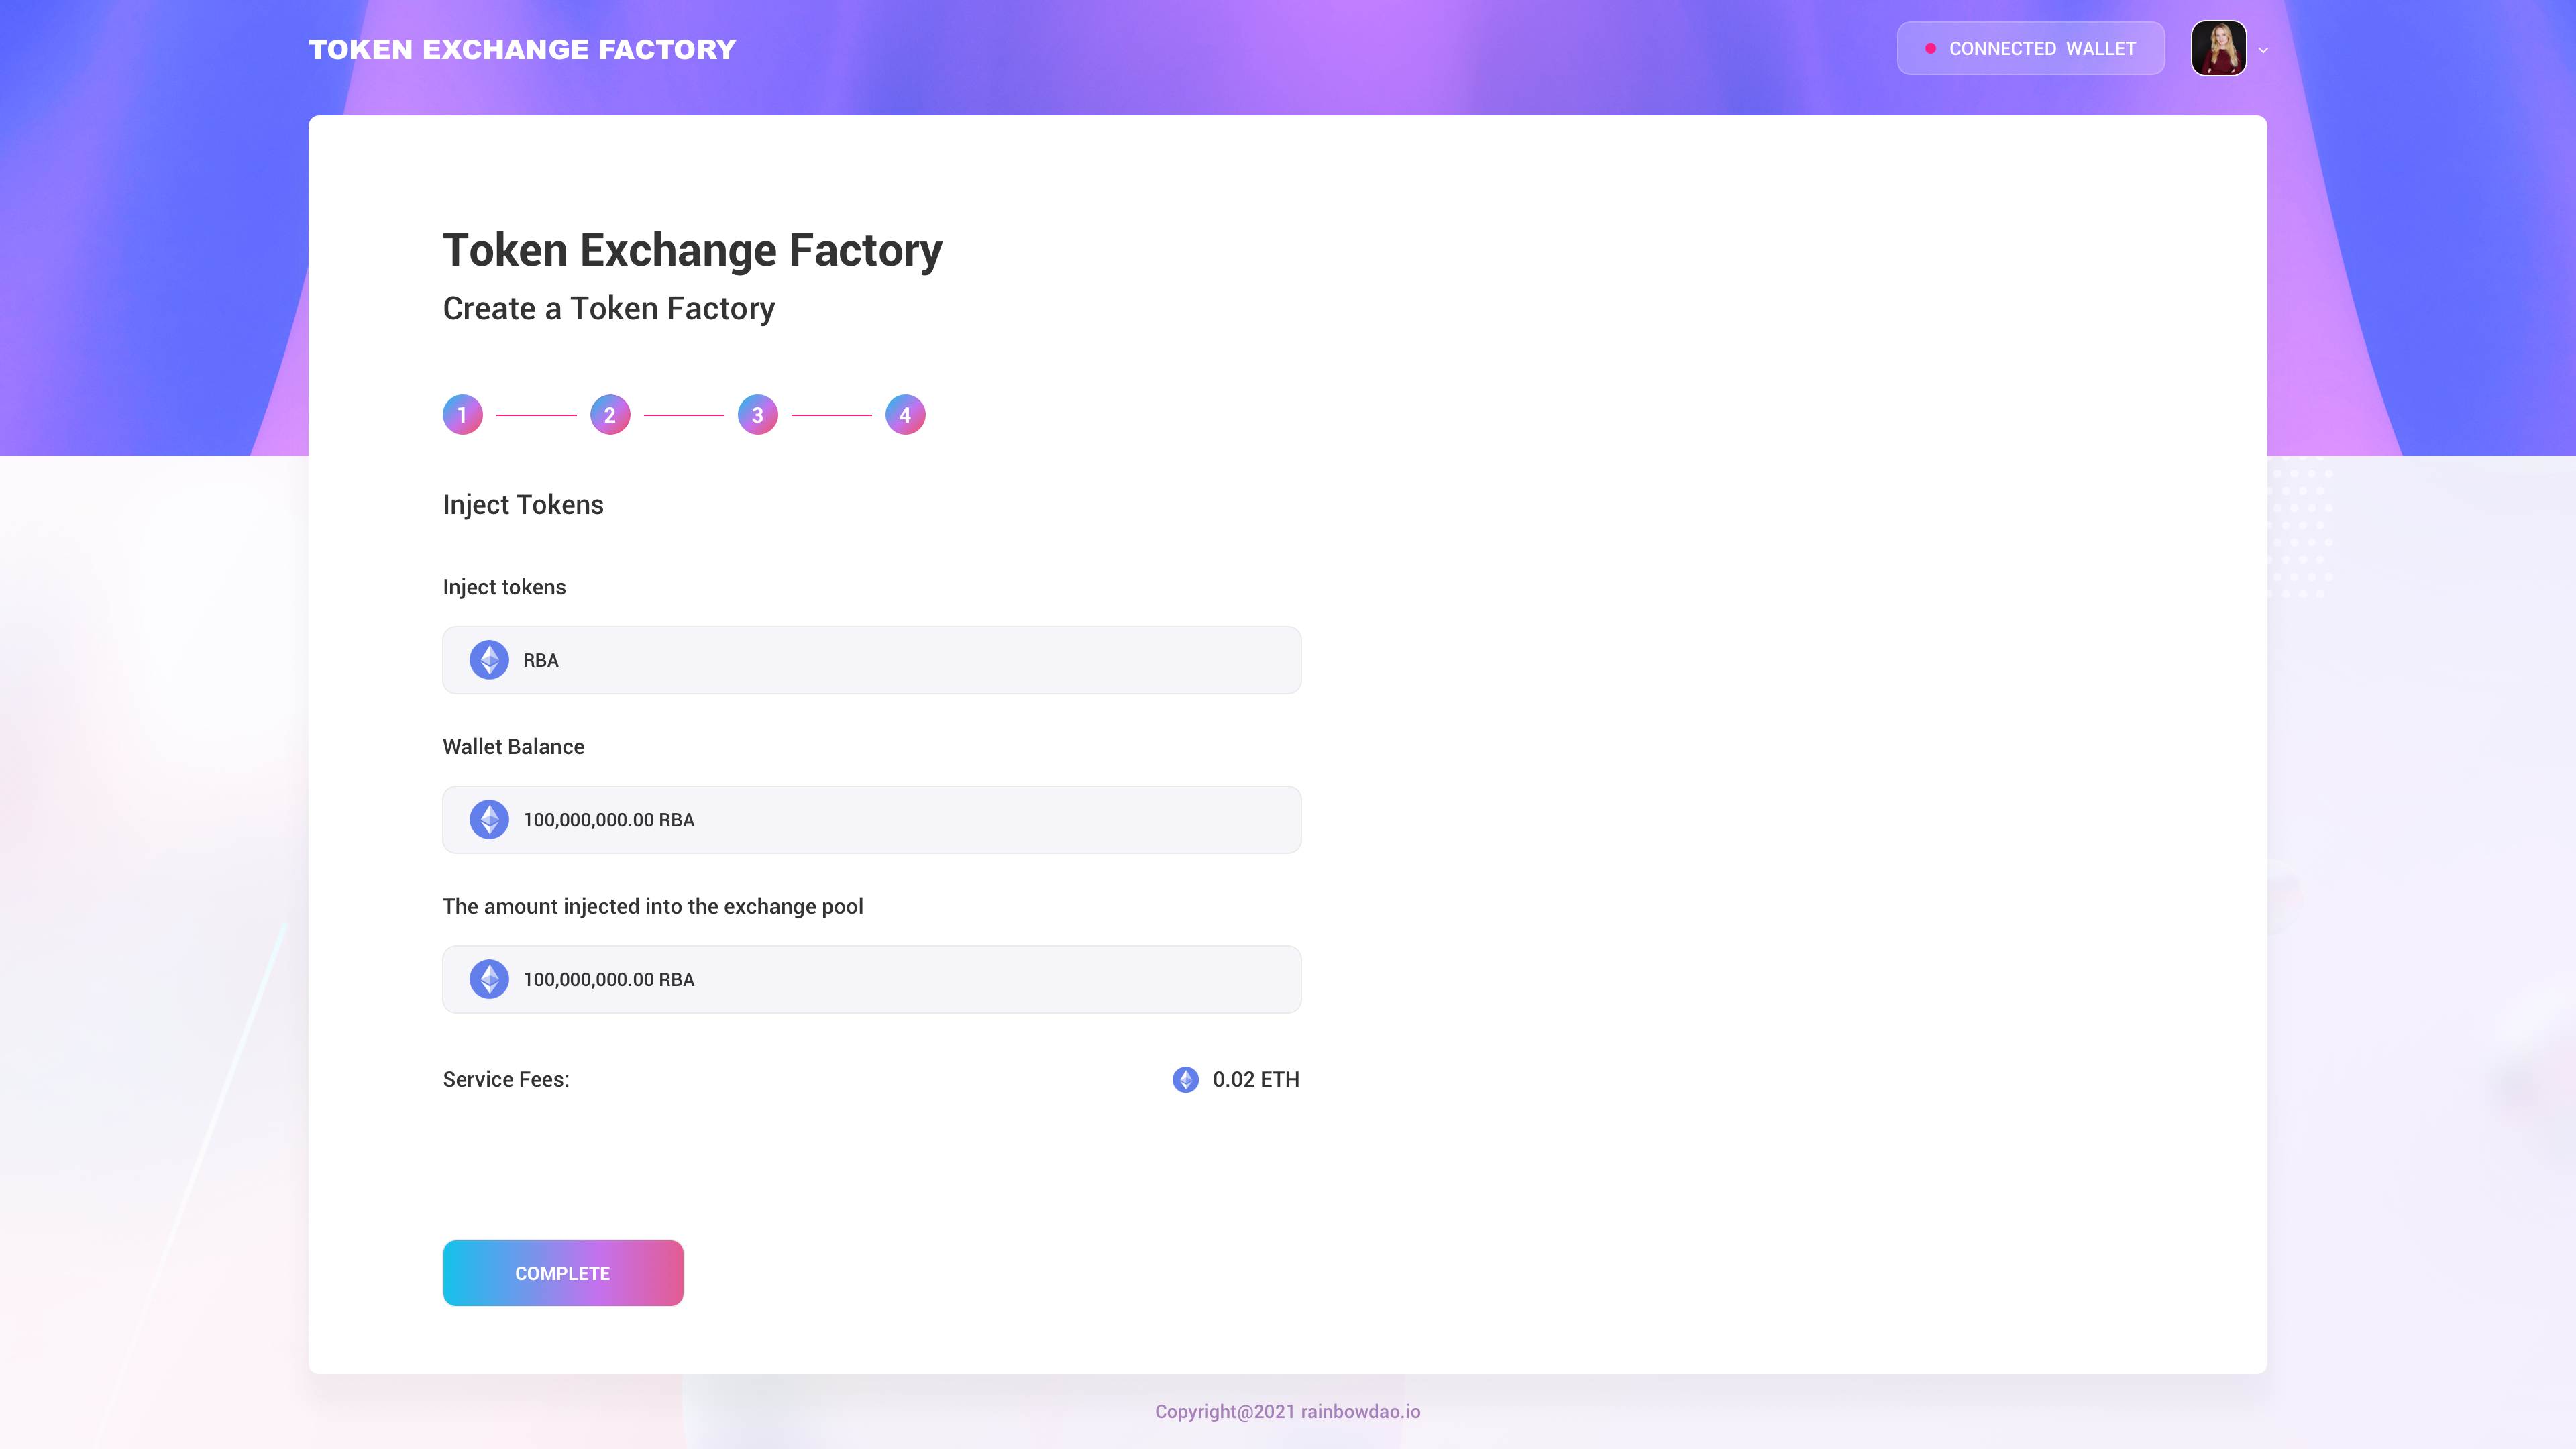 TOKEN EXCHANGE FACTORY
CONNECTED WALLET
Token Exchange Factory
Create a Token Factory
1 2 3 4
Inject Tokens
Inject tokens
RBA
Wallet Balance
100,000,000.00 RBA
The amount injected into the exchange pool
100,000,000.00 RBA
Service Fees: 0.02 ETH
COMPLETE
Copyright@2021 rainbowdao.io